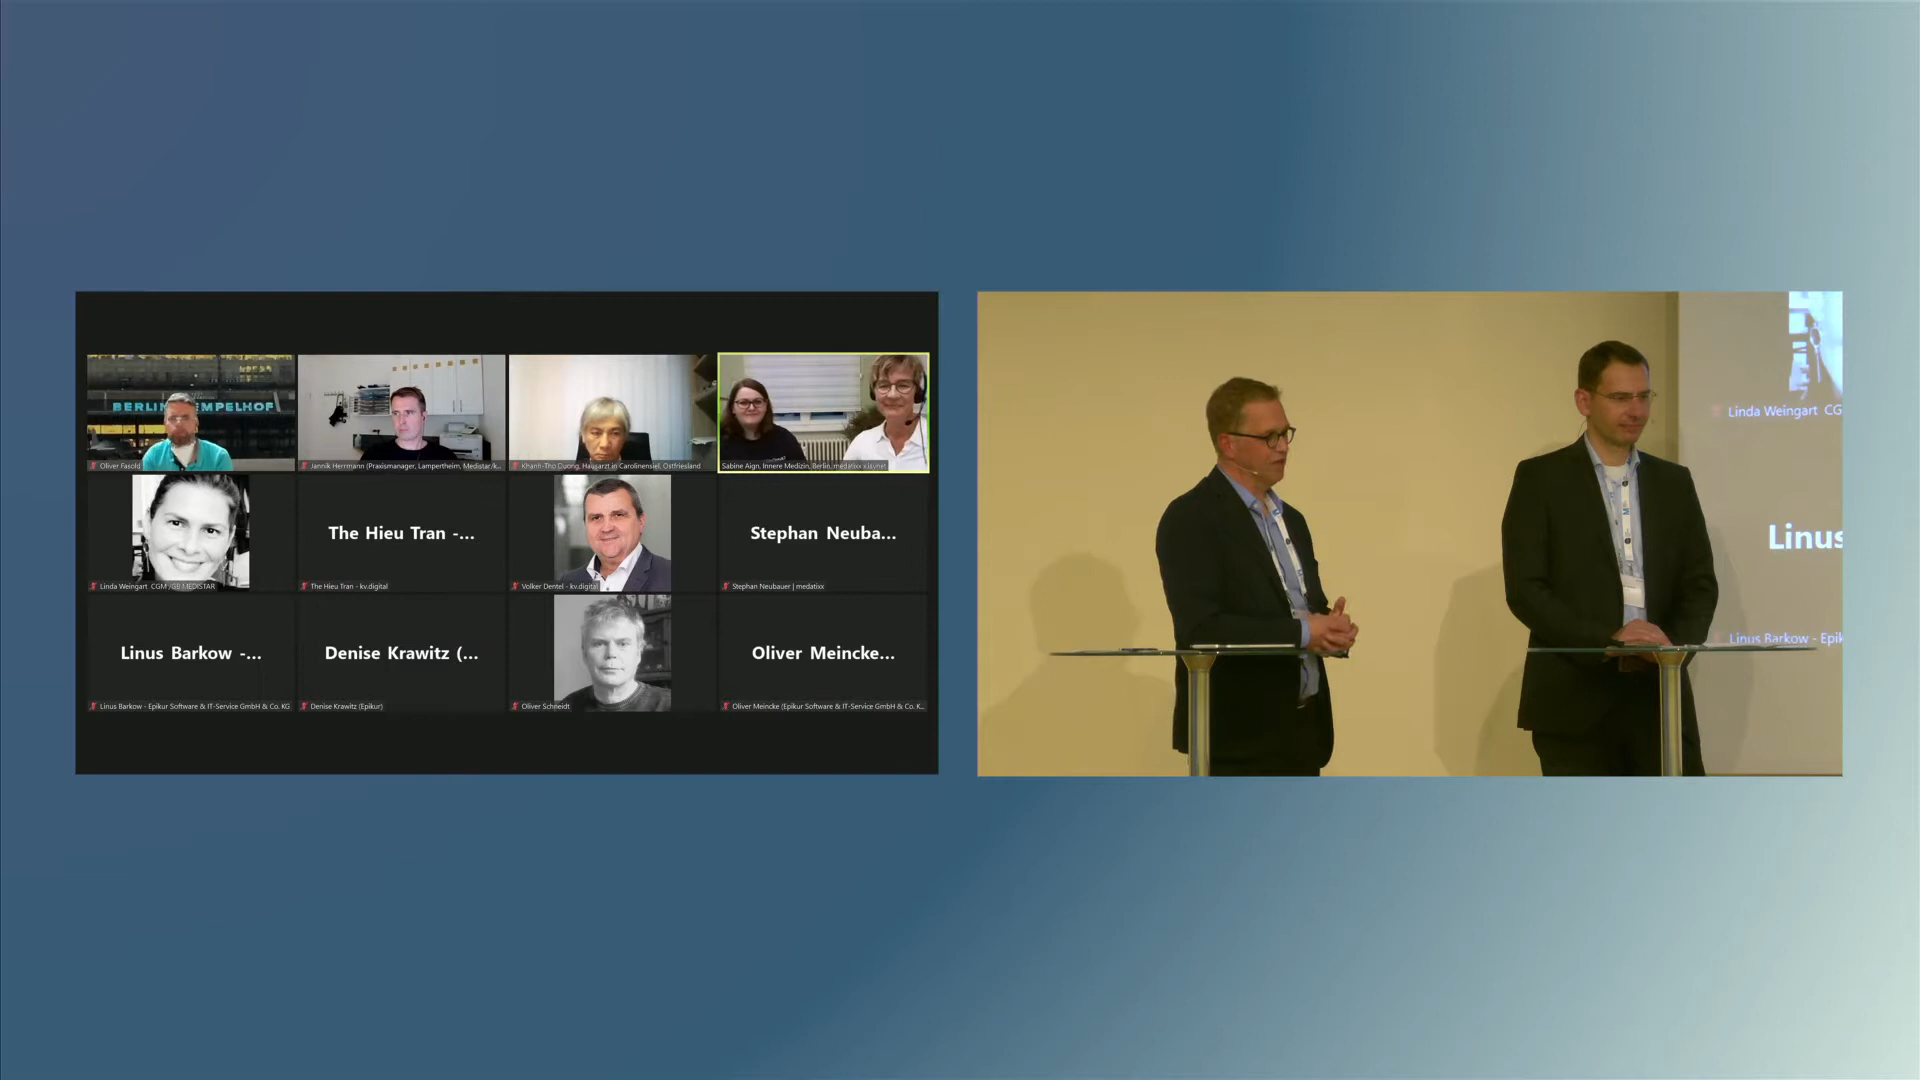 BERLIN TEMPELHOF
Oliver Fasold
Jannik Herrmann (Praxismanager, Lampertheim, Medistar/k...
Khanh-Tho Duong, Hausarzt in Carolinensiel, Ostfriesland
Sabine Aign, Innere Medizin, Berlin, medatixx
The Hieu Tran -...
Stephan Neuba...
Linda Weingart CGM /GB MEDISTAR
The Hieu Tran - kv.digital
Volker Dentel - kv.digital
Stephan Neubauer | medatixx
Linus Barkow -...
Denise Krawitz (...
Oliver Meincke...
Linus Barkow - Epikur Software & IT-Service GmbH & Co. KG
Denise Krawitz (Epikur)
Oliver Schneidt
Oliver Meincke (Epikur Software & IT-Service GmbH & Co. K...
Linda Weingart CG
Linus
Linus Barkow - Epik